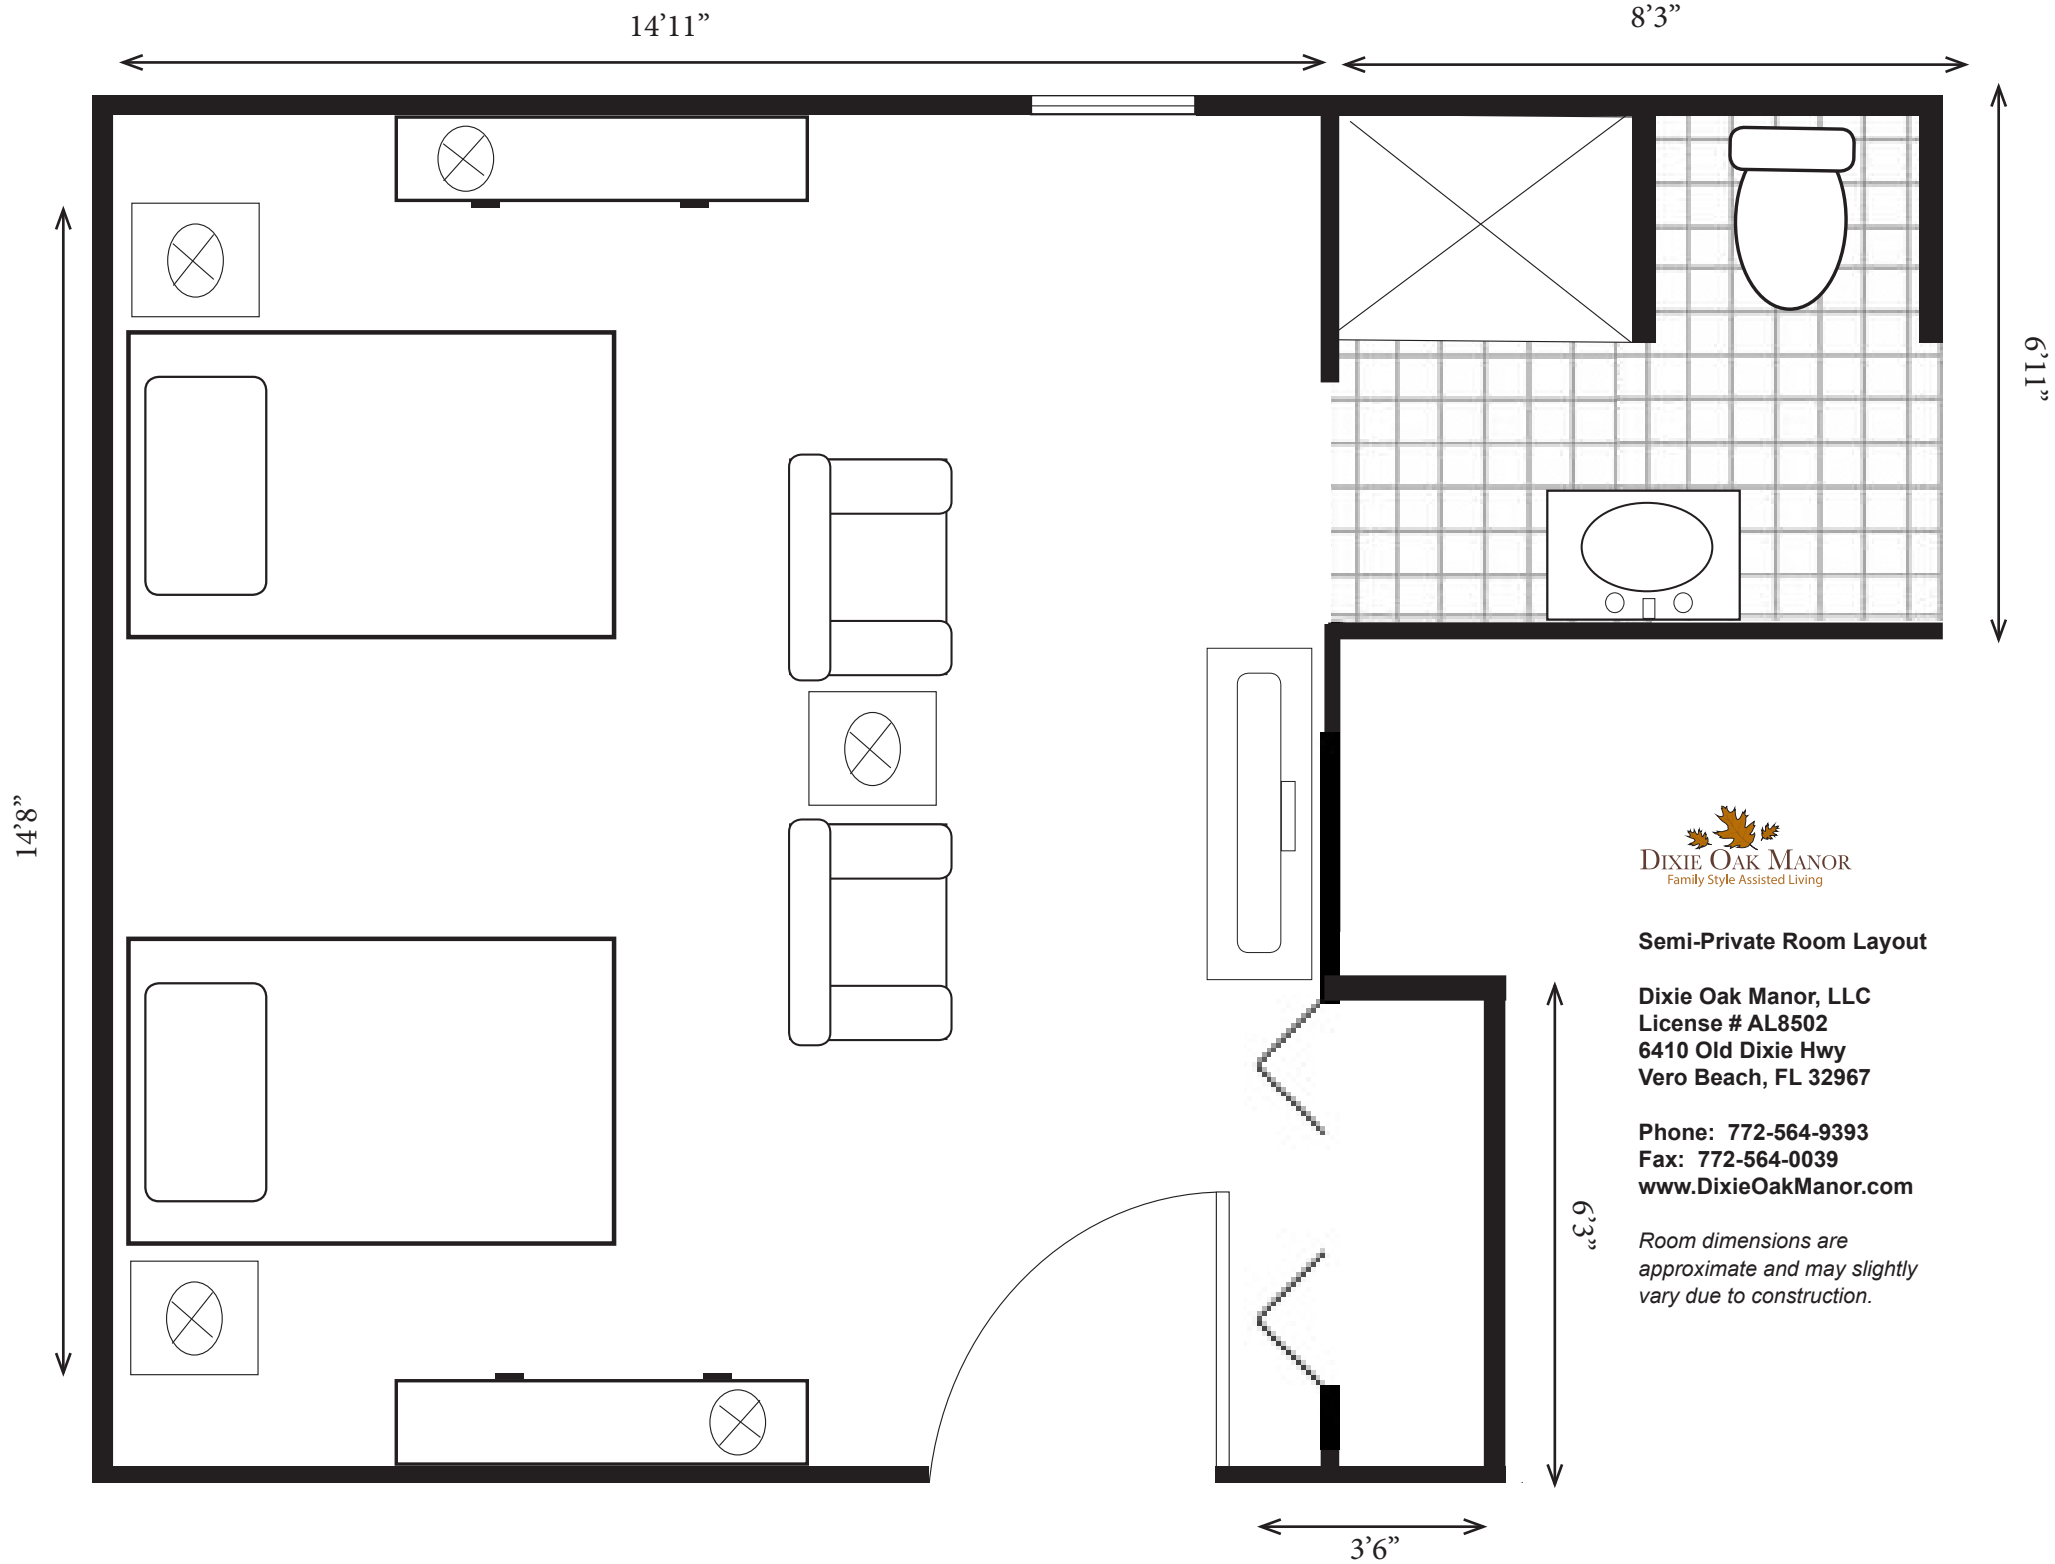 14’11”
8’3”
6’11”
14’8”
DIXIE OAK MANOR
Family Style Assisted Living
Semi-Private Room Layout
Dixie Oak Manor, LLC
License # AL8502
6410 Old Dixie Hwy
Vero Beach, FL 32967
Phone:  772-564-9393
Fax:  772-564-0039
www.DixieOakManor.com
6’3”
Room dimensions are
approximate and may slightly
vary due to construction.
3’6”